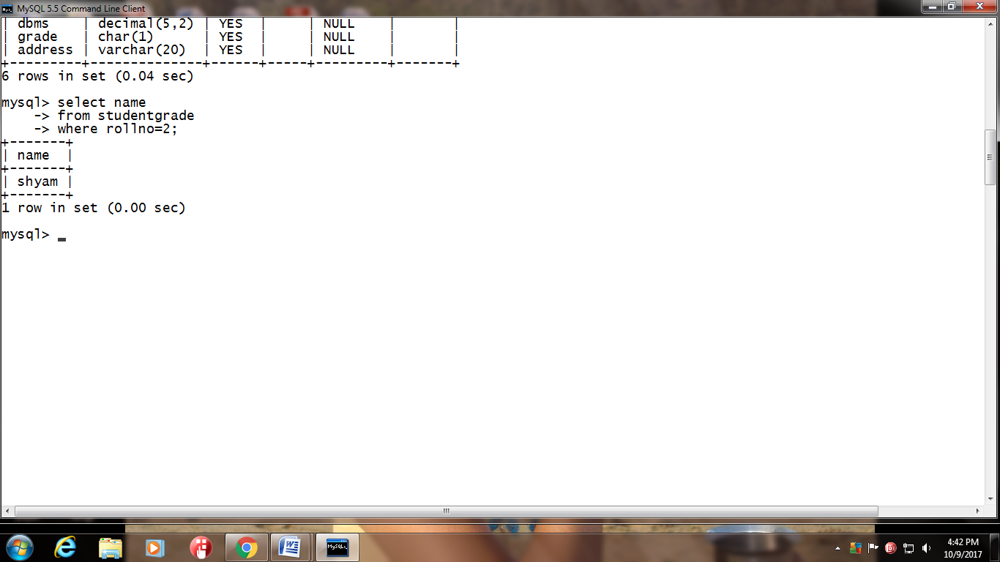 MySQL 5.5 Command Line Client
| dbms    | decimal(5,2) | YES  |     | NULL    |       |
| grade   | char(1)      | YES  |     | NULL    |       |
| address | varchar(20)  | YES  |     | NULL    |       |
+---------+--------------+------+-----+---------+-------+
6 rows in set (0.04 sec)
mysql> select name
    -> from studentgrade
    -> where rollno=2;
+-------+
| name  |
+-------+
| shyam |
+-------+
1 row in set (0.00 sec)
mysql>
4:42 PM
10/9/2017